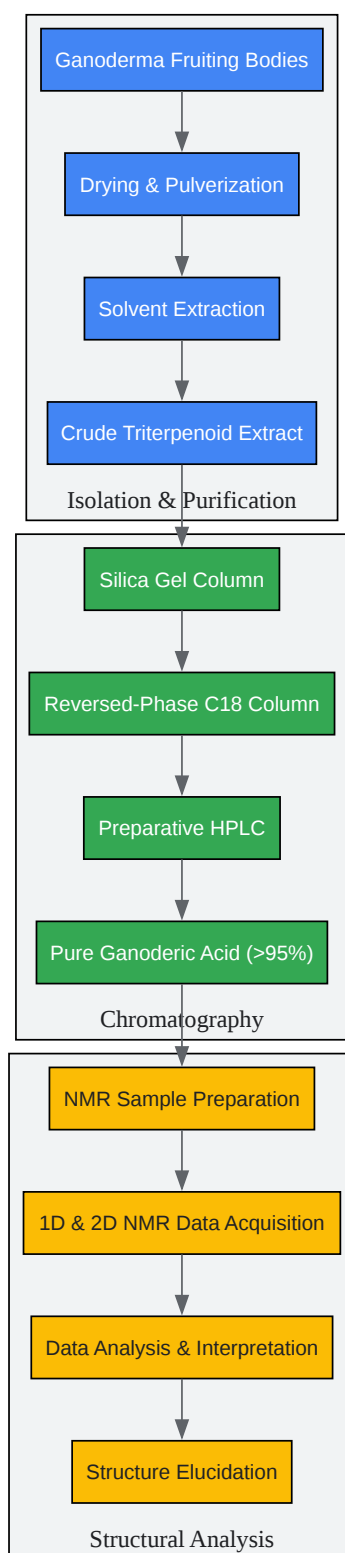 Ganoderma Fruiting Bodies
Drying & Pulverization
Solvent Extraction
Crude Triterpenoid Extract
Isolation & Purification
Silica Gel Column
Reversed-Phase C18 Column
Preparative HPLC
Pure Ganoderic Acid (>95%)
Chromatography
NMR Sample Preparation
1D & 2D NMR Data Acquisition
Data Analysis & Interpretation
Structure Elucidation
Structural Analysis